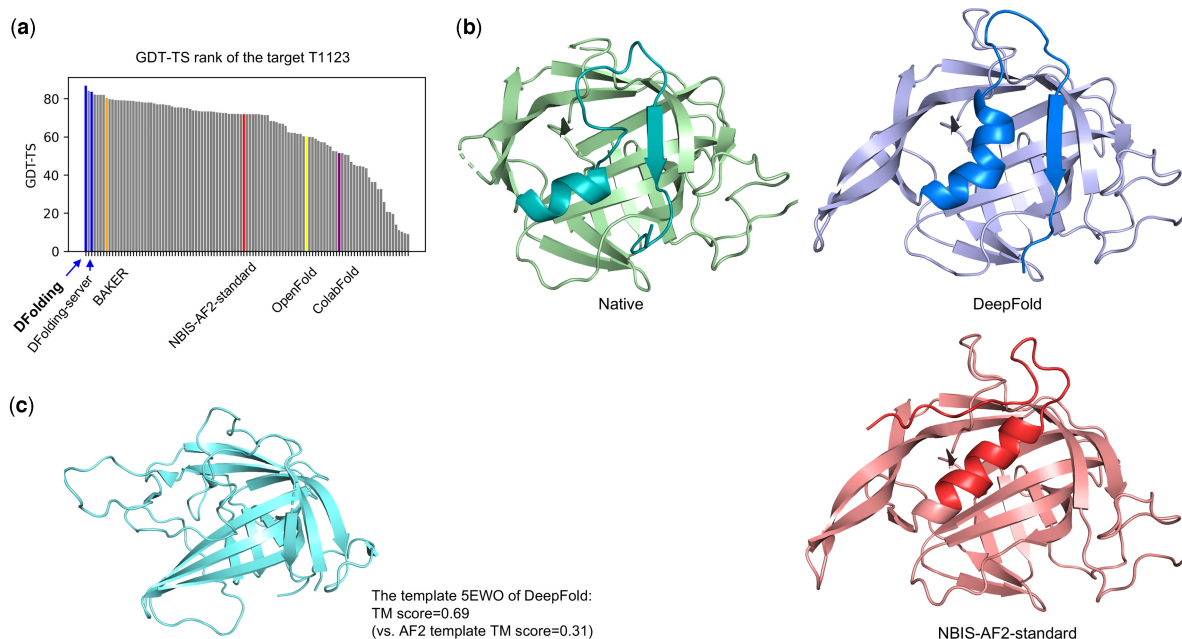 (a)
GDT-TS rank of the target T1123
80
60
40
20
0
GDT-TS
DFolding
DFolding-server
BAKER
NBIS-AF2-standard
OpenFold
ColabFold
(b)
Native
DeepFold
NBIS-AF2-standard
(c)
The template 5EWO of DeepFold:
TM score=0.69
(vs. AF2 template TM score=0.31)